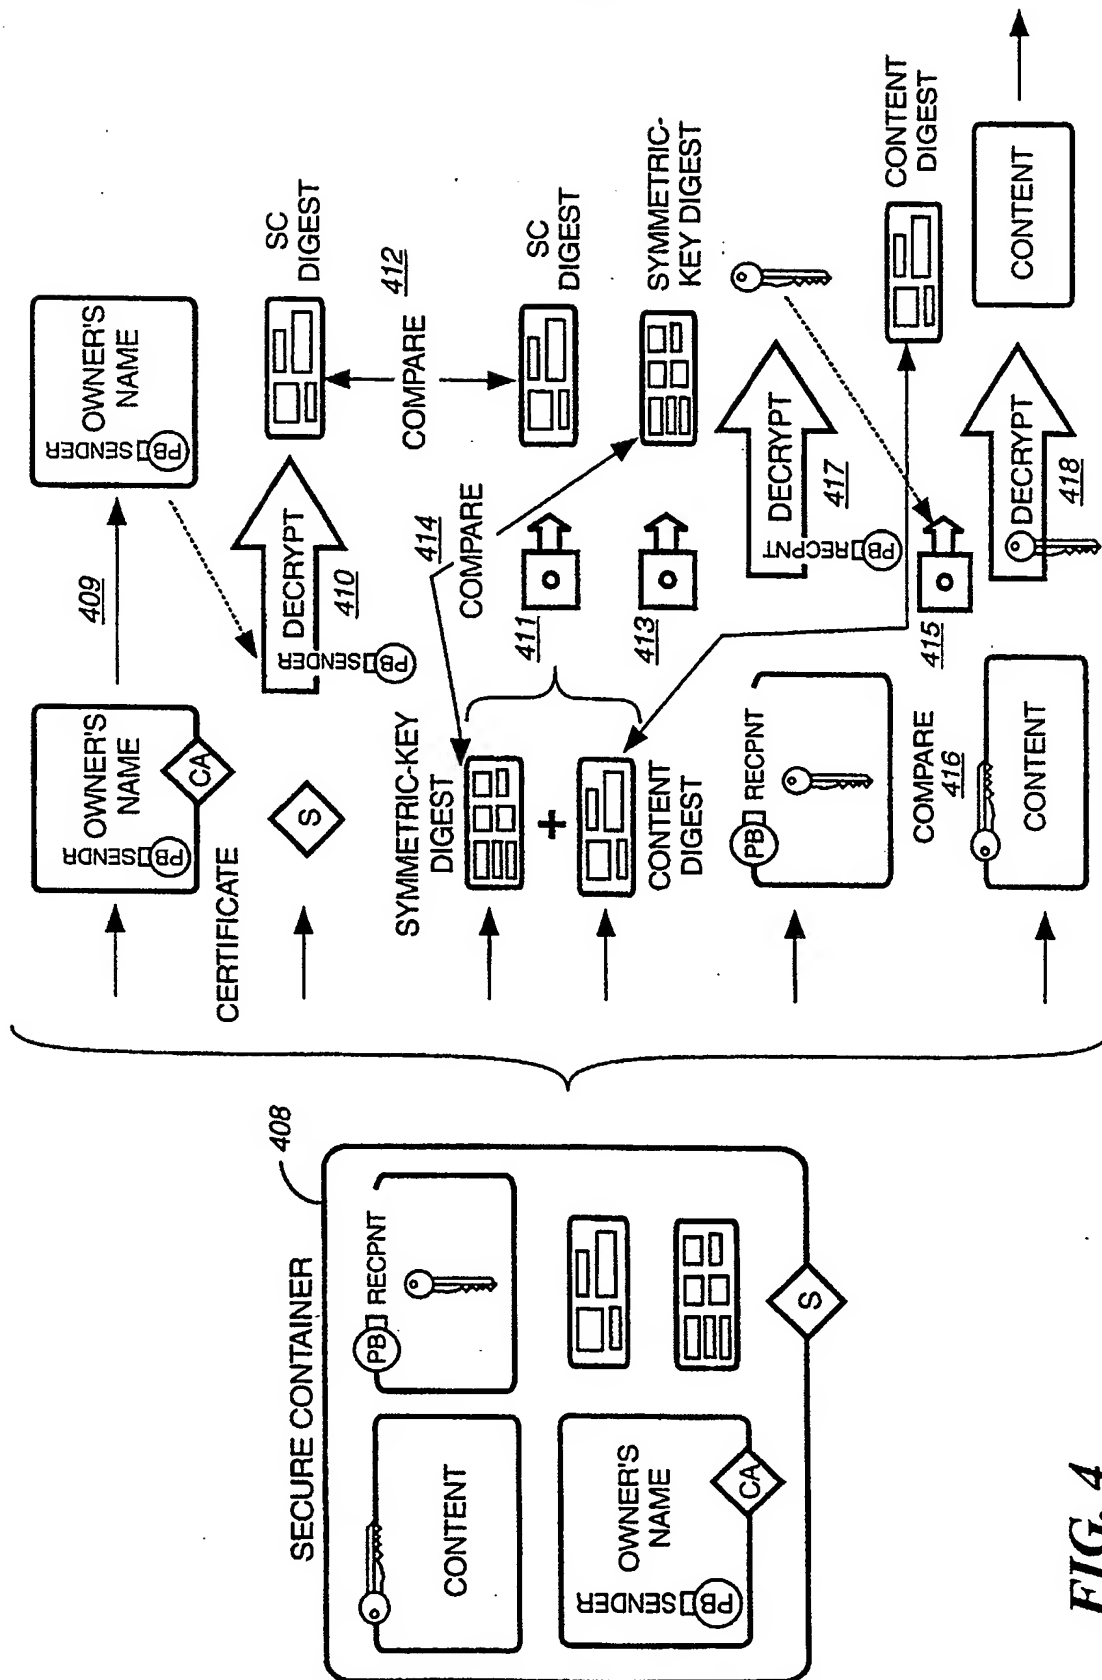 SECURE CONTAINER
408
CONTENT
PB RECPNT
OWNER'S
NAME
PB SENDER
CA
S
OWNER'S
NAME
PB SENDR
CA
CERTIFICATE
409
OWNER'S
NAME
PB SENDER
S
DECRYPT
PB SENDER
410
SC
DIGEST
COMPARE
412
SYMMETRIC-KEY
DIGEST
+
CONTENT
DIGEST
414
COMPARE
411
SC
DIGEST
413
SYMMETRIC-
KEY DIGEST
PB RECPNT
DECRYPT
PB RECPNT
417
COMPARE
416
415
CONTENT
DIGEST
CONTENT
DECRYPT
418
CONTENT
FIG. 4